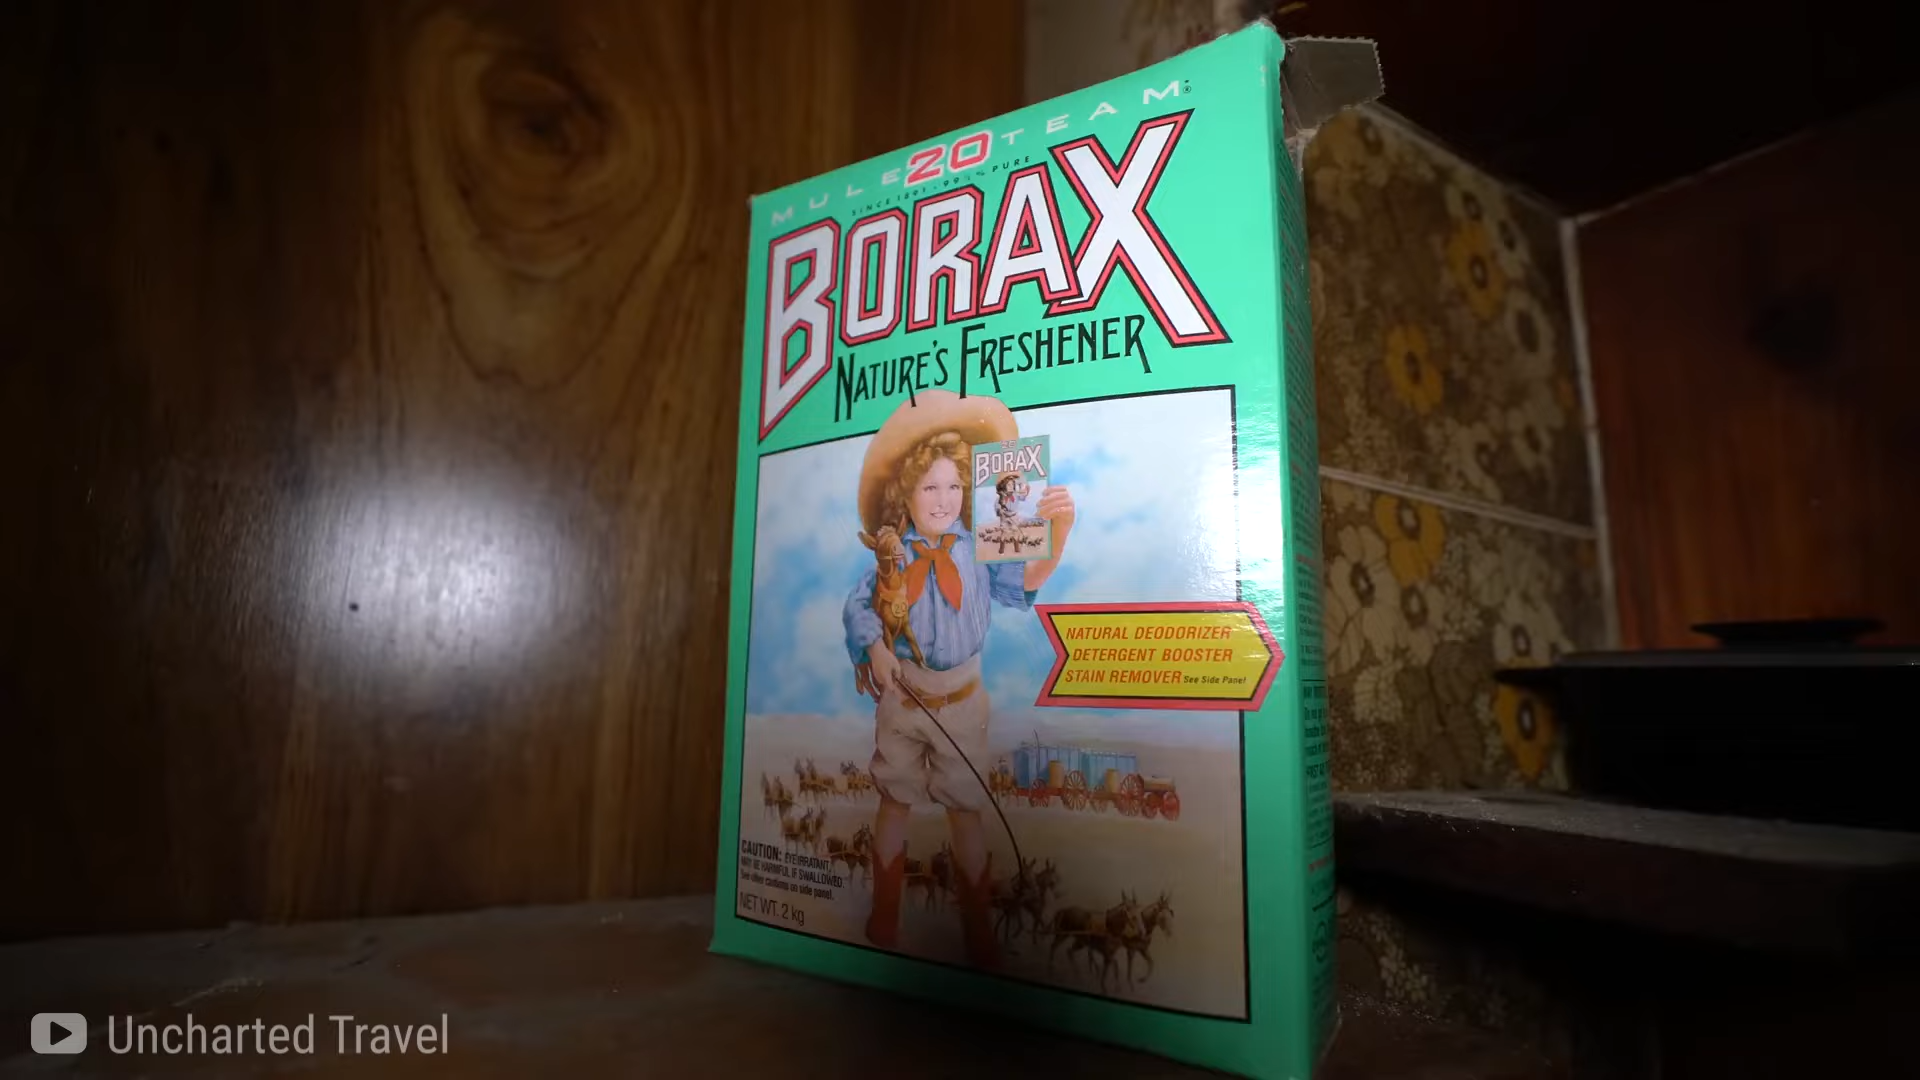 MULE 20 TEAM®
SINCE 1891 · 99½% PURE
BORAX
NATURE'S FRESHENER
20
BORAX
20
NATURAL DEODORIZER
DETERGENT BOOSTER
STAIN REMOVER See Side Panel
CAUTION: EYE IRRITANT.
MAY BE HARMFUL IF SWALLOWED.
See other cautions on side panel.
NET WT. 2 kg
Uncharted Travel